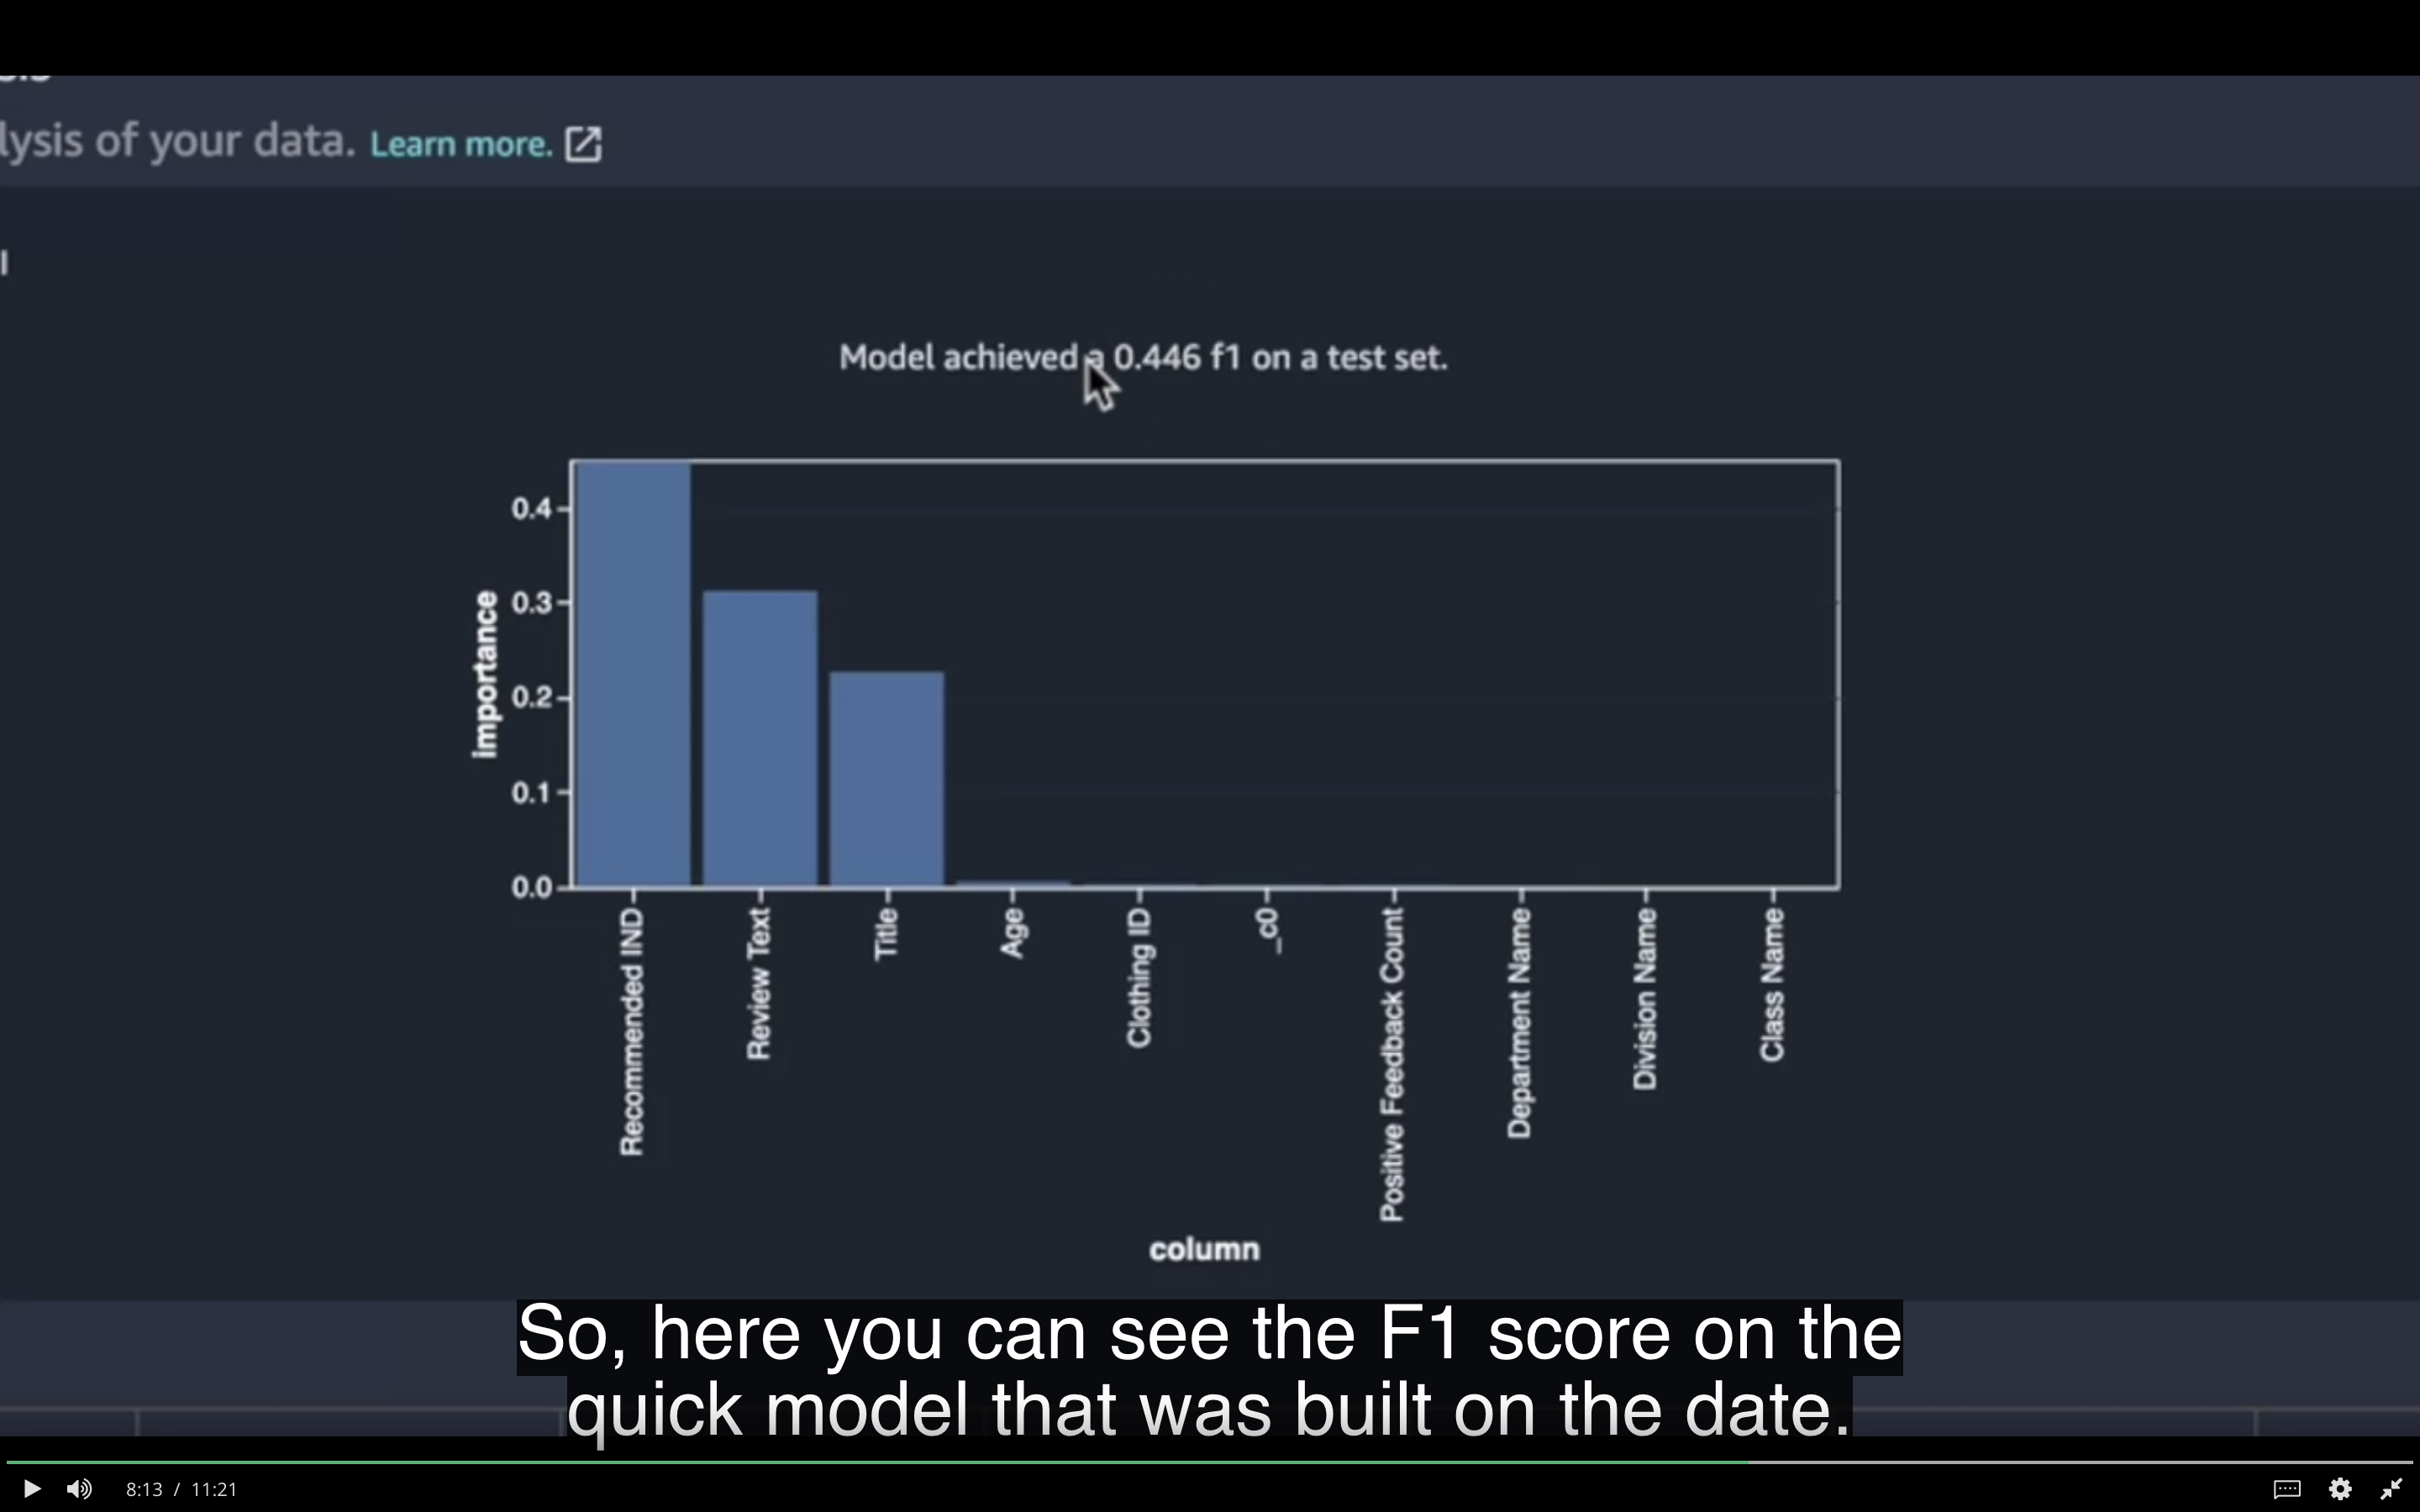 lysis of your data. Learn more.
Model achieved a 0.446 f1 on a test set.
0.4
0.3
0.2
0.1
0.0
importance
Recommended IND
Review Text
Title
Age
Clothing ID
_c0
Positive Feedback Count
Department Name
Division Name
Class Name
column
So, here you can see the F1 score on the
quick model that was built on the date.
8:13 / 11:21